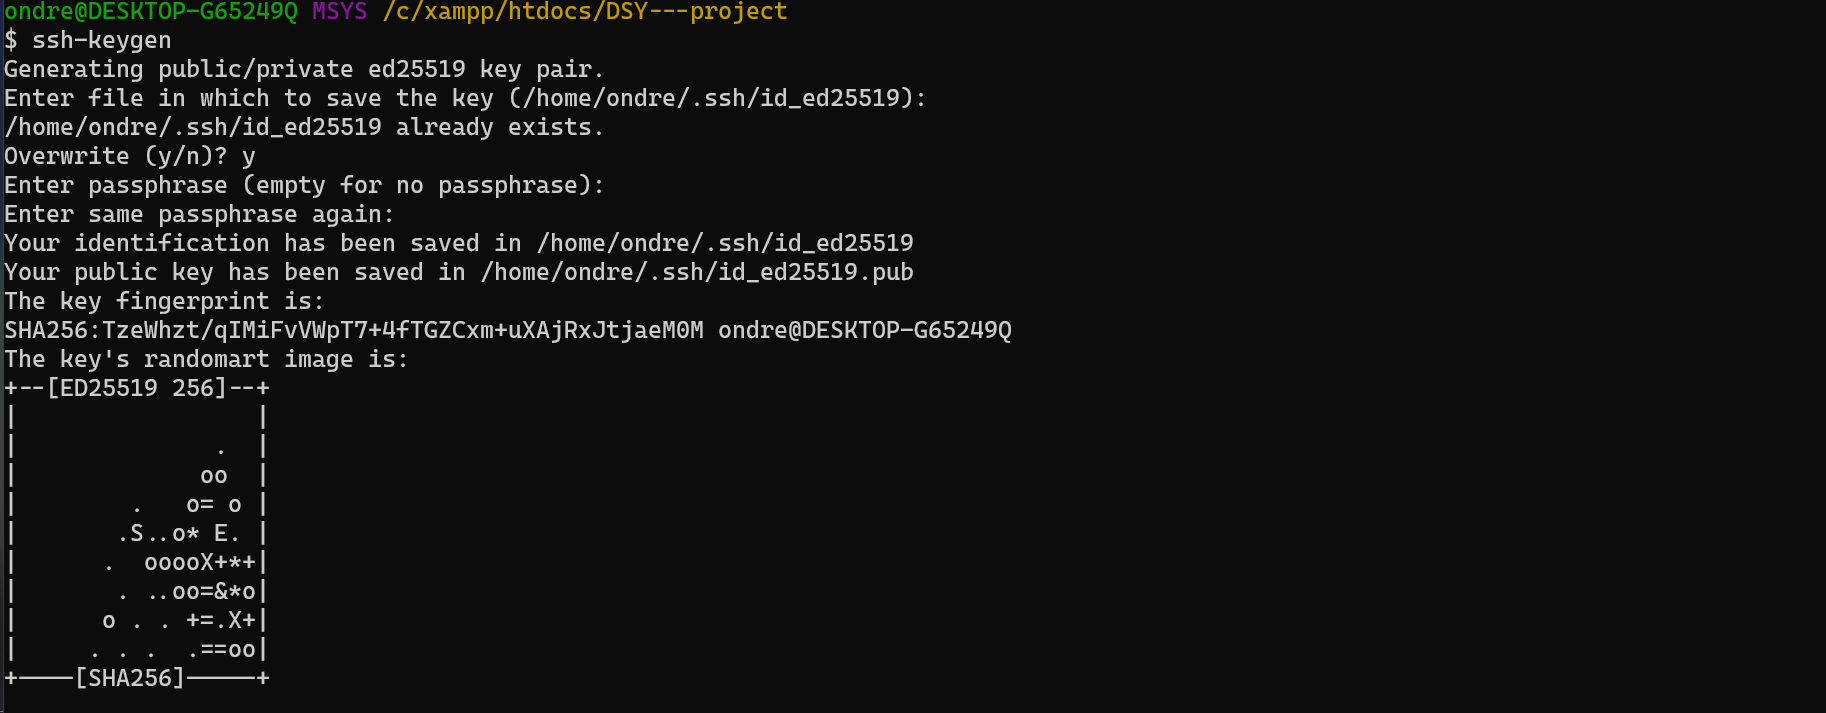 ondre@DESKTOP-G65249Q MSYS /c/xampp/htdocs/DSY---project
$ ssh-keygen
Generating public/private ed25519 key pair.
Enter file in which to save the key (/home/ondre/.ssh/id_ed25519):
/home/ondre/.ssh/id_ed25519 already exists.
Overwrite (y/n)? y
Enter passphrase (empty for no passphrase):
Enter same passphrase again:
Your identification has been saved in /home/ondre/.ssh/id_ed25519
Your public key has been saved in /home/ondre/.ssh/id_ed25519.pub
The key fingerprint is:
SHA256:TzeWhzt/qIMiFvVWpT7+4fTGZCxm+uXAjRxJtjaeM0M ondre@DESKTOP-G65249Q
The key's randomart image is:
+--[ED25519 256]--+
|                 |
|              .  |
|             oo  |
|        .   o= o |
|       .S..o* E. |
|      .  ooooX+*+|
|       . ..oo=&*o|
|      o . . +=.X+|
|     . . .  .==oo|
+----[SHA256]-----+